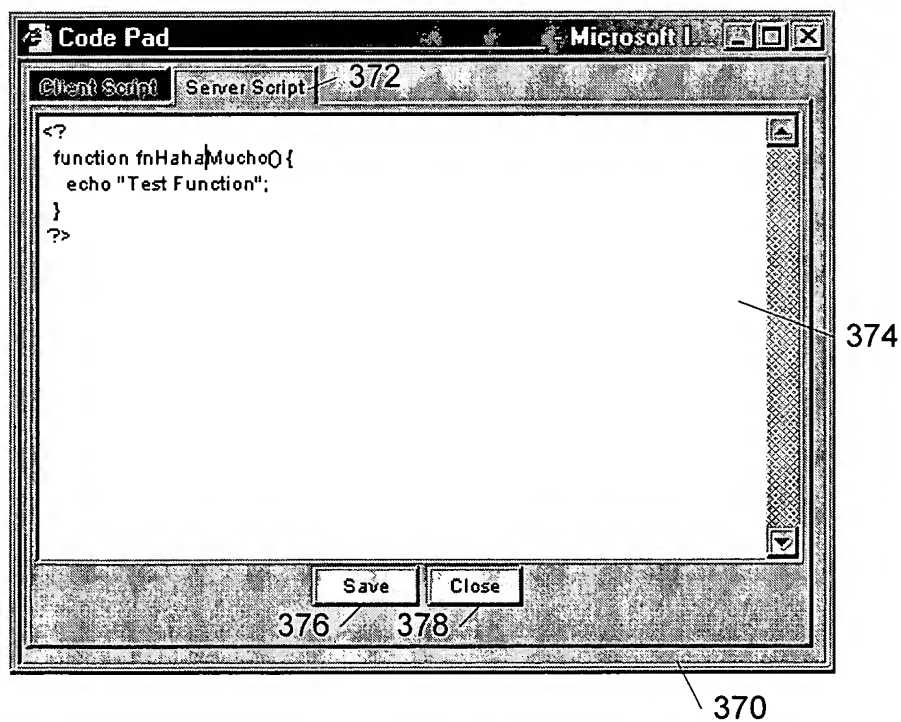 Code Pad Microsoft I...
Client Script Server Script 372
<?
function fnHahaMucho() {
echo "Test Function";
}
?>
374
Save Close
376 378
370